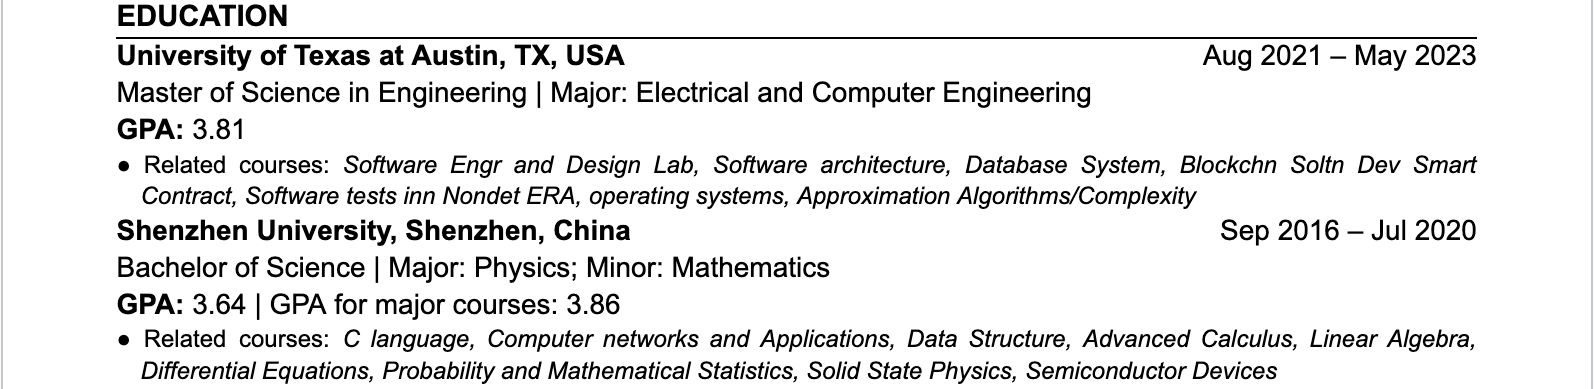 EDUCATION
University of Texas at Austin, TX, USA Aug 2021 – May 2023
Master of Science in Engineering | Major: Electrical and Computer Engineering
GPA: 3.81
● Related courses: Software Engr and Design Lab, Software architecture, Database System, Blockchn Soltn Dev Smart
Contract, Software tests inn Nondet ERA, operating systems, Approximation Algorithms/Complexity
Shenzhen University, Shenzhen, China Sep 2016 – Jul 2020
Bachelor of Science | Major: Physics; Minor: Mathematics
GPA: 3.64 | GPA for major courses: 3.86
● Related courses: C language, Computer networks and Applications, Data Structure, Advanced Calculus, Linear Algebra,
Differential Equations, Probability and Mathematical Statistics, Solid State Physics, Semiconductor Devices